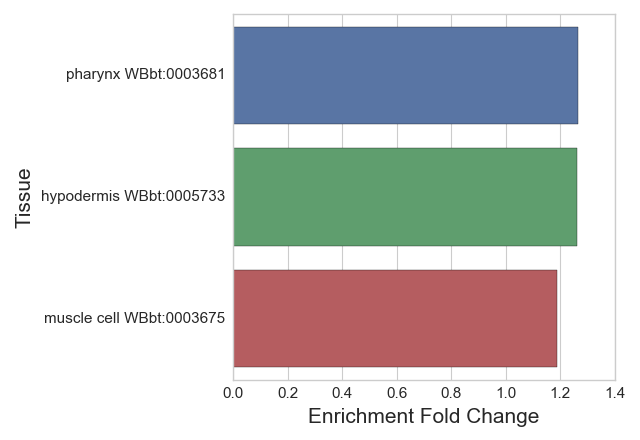 pharynx WBbt:0003681
hypodermis WBbt:0005733
muscle cell WBbt:0003675
Tissue
0.0 0.2 0.4 0.6 0.8 1.0 1.2 1.4
Enrichment Fold Change